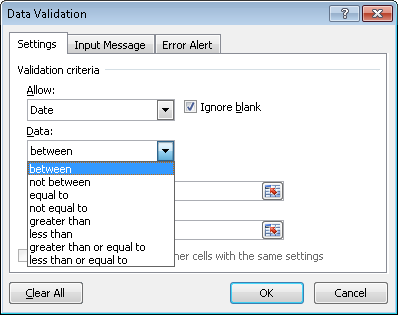 Data Validation
Settings
Input Message
Error Alert
Validation criteria
Allow:
Date
Ignore blank
Data:
between
between
not between
equal to
not equal to
greater than
less than
greater than or equal to
less than or equal to
her cells with the same settings
Clear All
OK
Cancel